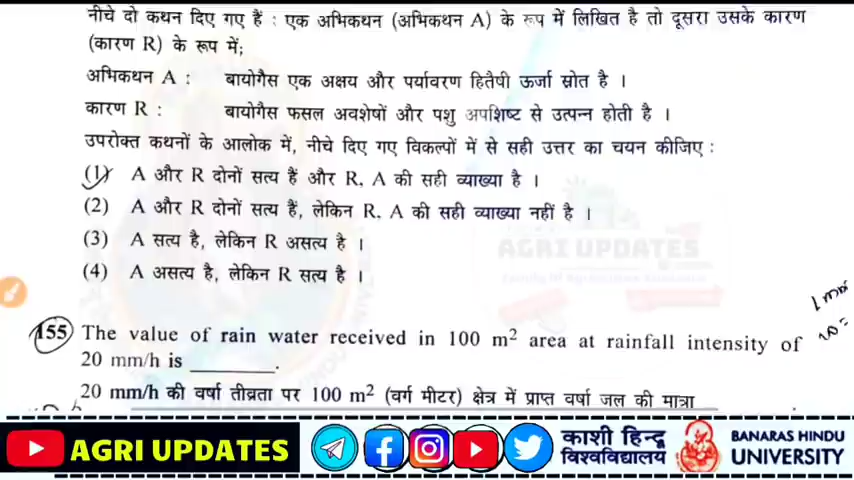 नीचे दो कथन दिए गए हैं : एक अभिकथन (अभिकथन A) के रूप में लिखित है तो दूसरा उसके कारण
(कारण R) के रूप में;
अभिकथन A : बायोगैस एक अक्षय और पर्यावरण हितैषी ऊर्जा स्रोत है ।
कारण R : बायोगैस फसल अवशेषों और पशु अपशिष्ट से उत्पन्न होती है ।
उपरोक्त कथनों के आलोक में, नीचे दिए गए विकल्पों में से सही उत्तर का चयन कीजिए :
(1) A और R दोनों सत्य हैं और R, A की सही व्याख्या है ।
(2) A और R दोनों सत्य हैं, लेकिन R, A की सही व्याख्या नहीं है ।
(3) A सत्य है, लेकिन R असत्य है ।
(4) A असत्य है, लेकिन R सत्य है ।
AGRI UPDATES
1 mm
20 =
155 The value of rain water received in 100 m² area at rainfall intensity of
20 mm/h is ________.
20 mm/h की वर्षा तीव्रता पर 100 m² (वर्ग मीटर) क्षेत्र में प्राप्त वर्षा जल की मात्रा
AGRI UPDATES
काशी हिन्दू
विश्वविद्यालय
BANARAS HINDU
UNIVERSITY